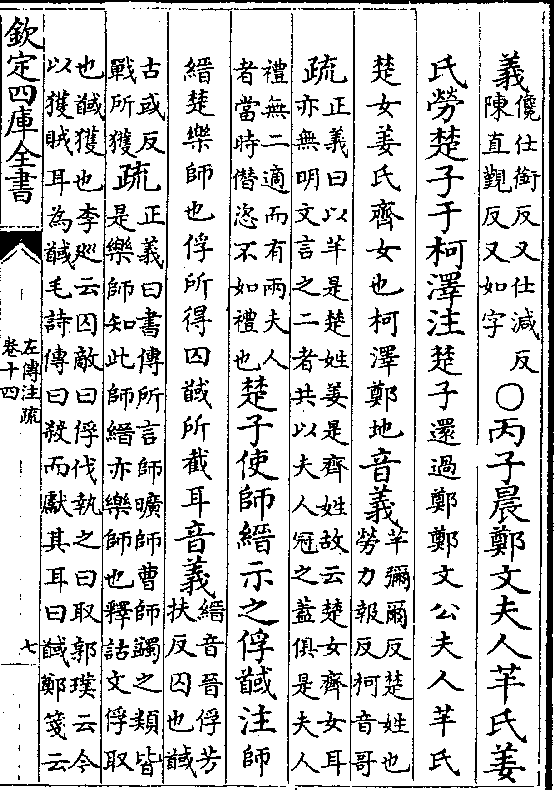 義儳仕銜反又仕減反
陳直觀反又如字○丙子晨鄭文夫人芊氏姜
氏勞楚子于柯澤注楚子還過鄭鄭文公夫人芊氏
楚女姜氏齊女也柯澤鄭地音義芊彌爾反楚姓也
勞力報反柯音哥
疏正義曰以芊是楚姓姜是齊姓故云楚女齊女耳
亦無明文言之二者共以夫人冠之蓋俱是夫人
禮無二適而有兩夫人
者當時僭恣不如禮也楚子使師縉示之俘馘注師
縉楚樂師也俘所得囚馘所截耳音義縉音晉俘芳
扶反囚也馘
古或反
戰所獲疏正義曰書傳所言師曠師曹師蠲之類皆
是樂師知此師縉亦樂師也釋詁文俘取
也馘獲也李廵云囚敵曰俘伐執之曰取郭璞云今
以獲賊耳為馘毛詩傳曰殺而獻其耳曰馘鄭箋云
欽定四庫全書
左傳注疏
卷十四
七